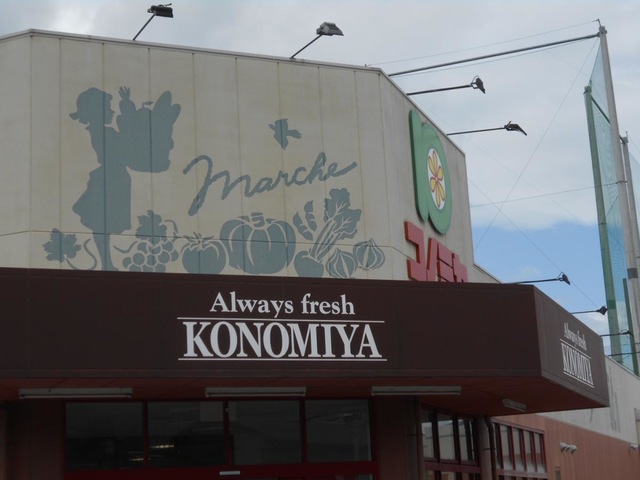 Marche
コノミヤ
Always fresh
KONOMIYA
Always fresh
KONOMIYA